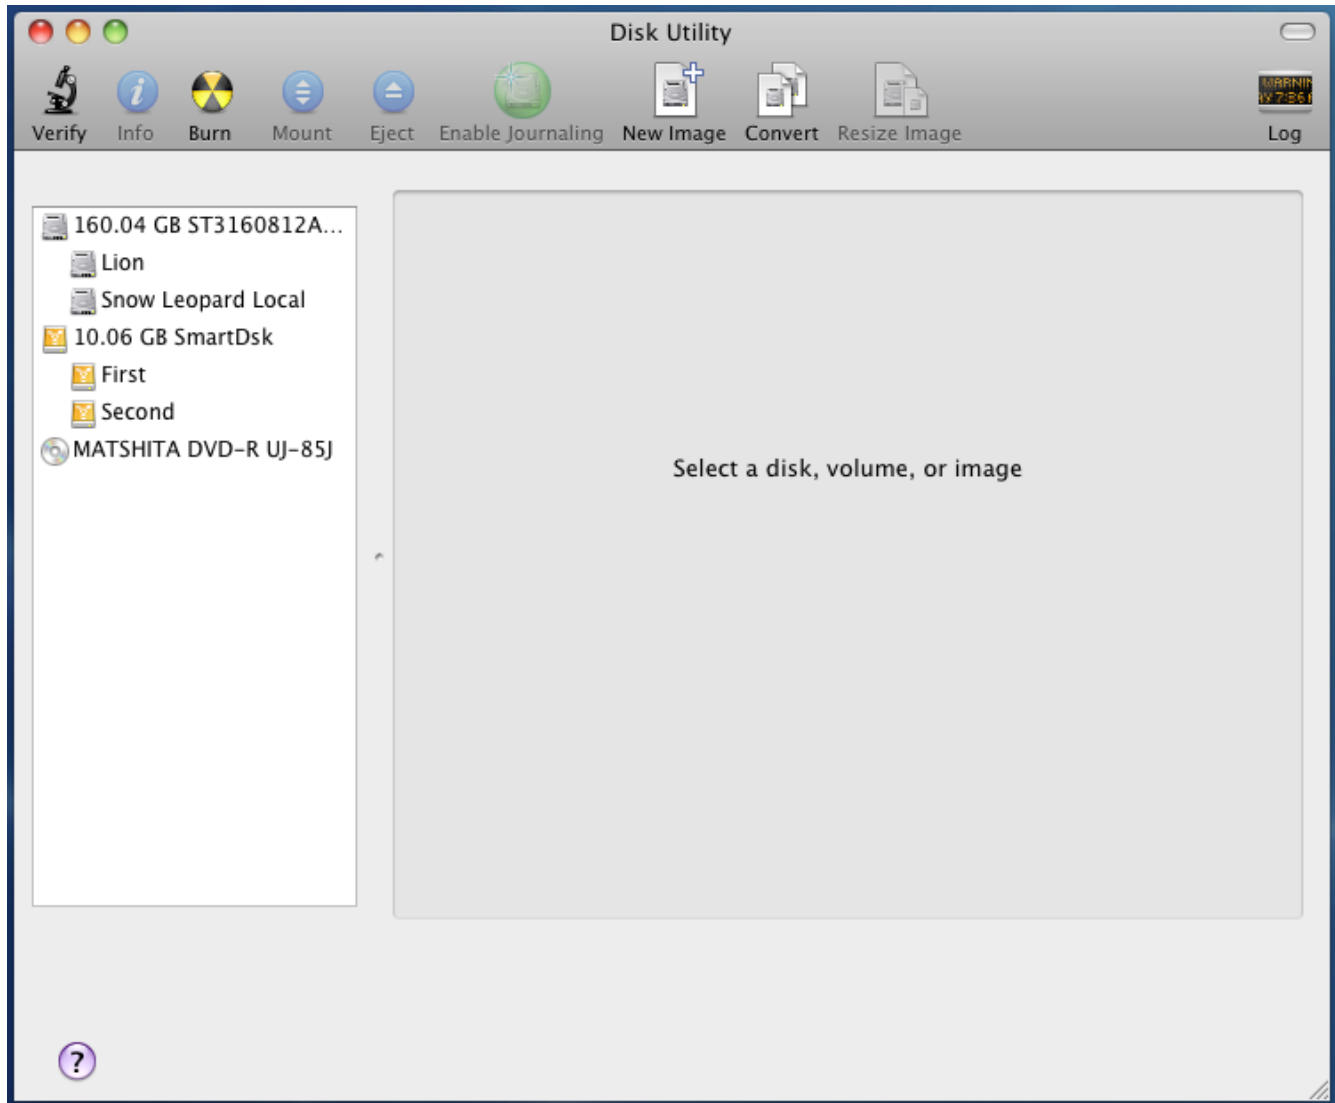 Disk Utility
Verify Info Burn Mount Eject Enable Journaling New Image Convert Resize Image Log
160.04 GB ST3160812A...
Lion
Snow Leopard Local
10.06 GB SmartDsk
First
Second
MATSHITA DVD-R UJ-85J
Select a disk, volume, or image
?